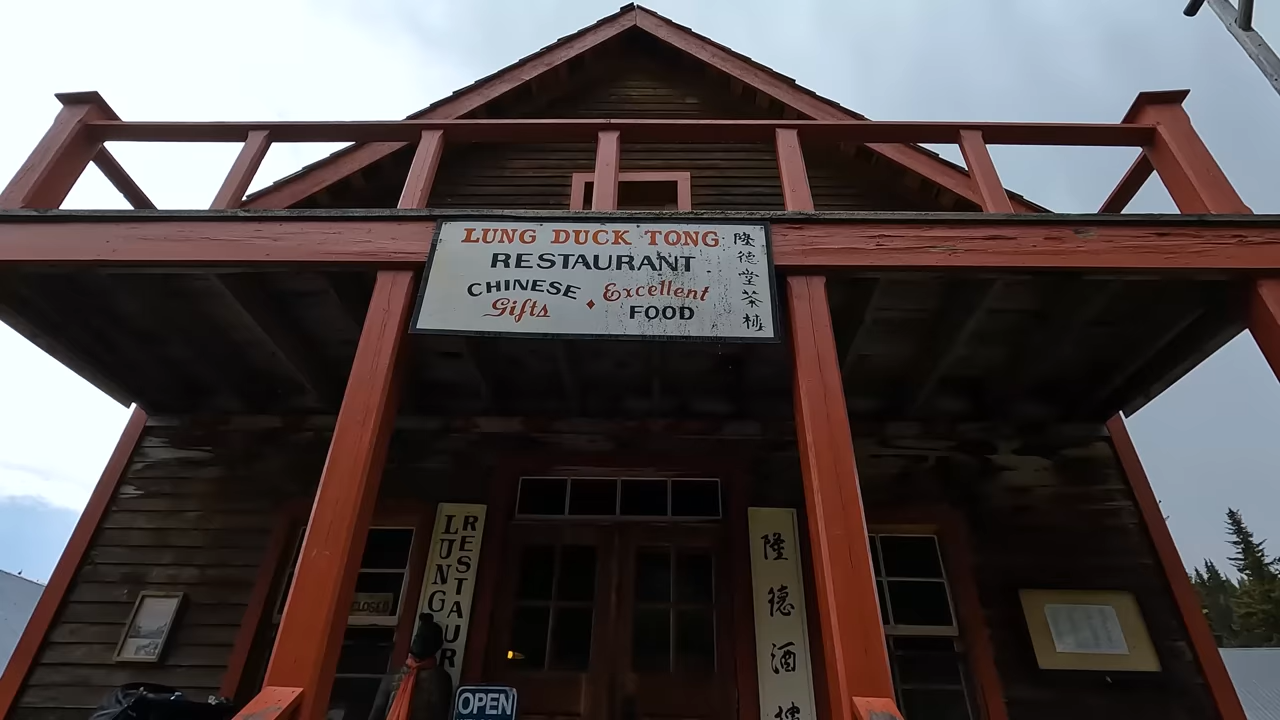 LUNG DUCK TONG
RESTAURANT
CHINESE
Gifts
Excellent
FOOD
隆德堂茶樓
CLOSED
LUNG
RESTAUR
隆德酒
OPEN